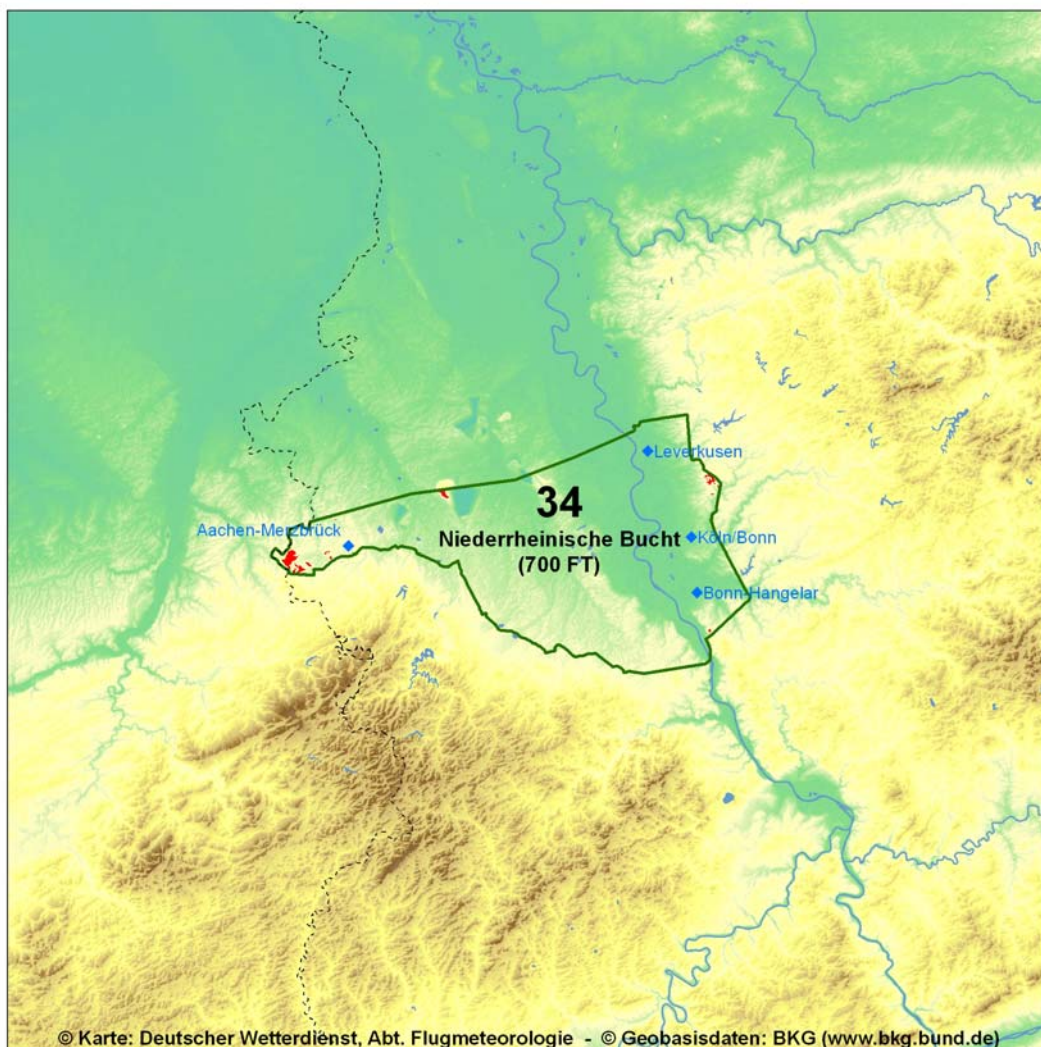 Leverkusen
34
Aachen-Merzbrück
Niederrheinische Bucht
Köln/Bonn
(700 FT)
Bonn-Hangelar
© Karte: Deutscher Wetterdienst, Abt. Flugmeteorologie - © Geobasisdaten: BKG (www.bkg.bund.de)